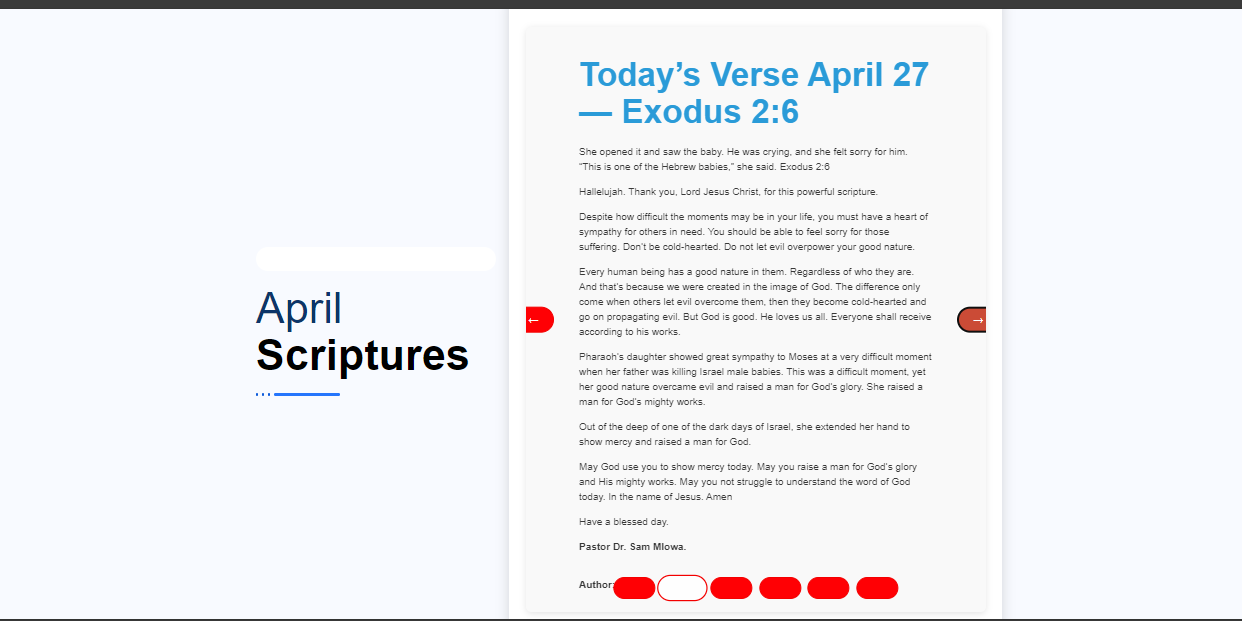 April
Scriptures
Today’s Verse April 27
— Exodus 2:6
She opened it and saw the baby. He was crying, and she felt sorry for him.
“This is one of the Hebrew babies,” she said. Exodus 2:6
Hallelujah. Thank you, Lord Jesus Christ, for this powerful scripture.
Despite how difficult the moments may be in your life, you must have a heart of
sympathy for others in need. You should be able to feel sorry for those
suffering. Don’t be cold-hearted. Do not let evil overpower your good nature.
Every human being has a good nature in them. Regardless of who they are.
And that’s because we were created in the image of God. The difference only
come when others let evil overcome them, then they become cold-hearted and
go on propagating evil. But God is good. He loves us all. Everyone shall receive
according to his works.
Pharaoh’s daughter showed great sympathy to Moses at a very difficult moment
when her father was killing Israel male babies. This was a difficult moment, yet
her good nature overcame evil and raised a man for God’s glory. She raised a
man for God’s mighty works.
Out of the deep of one of the dark days of Israel, she extended her hand to
show mercy and raised a man for God.
May God use you to show mercy today. May you raise a man for God’s glory
and His mighty works. May you not struggle to understand the word of God
today. In the name of Jesus. Amen
Have a blessed day.
Pastor Dr. Sam Mlowa.
Author:
← →